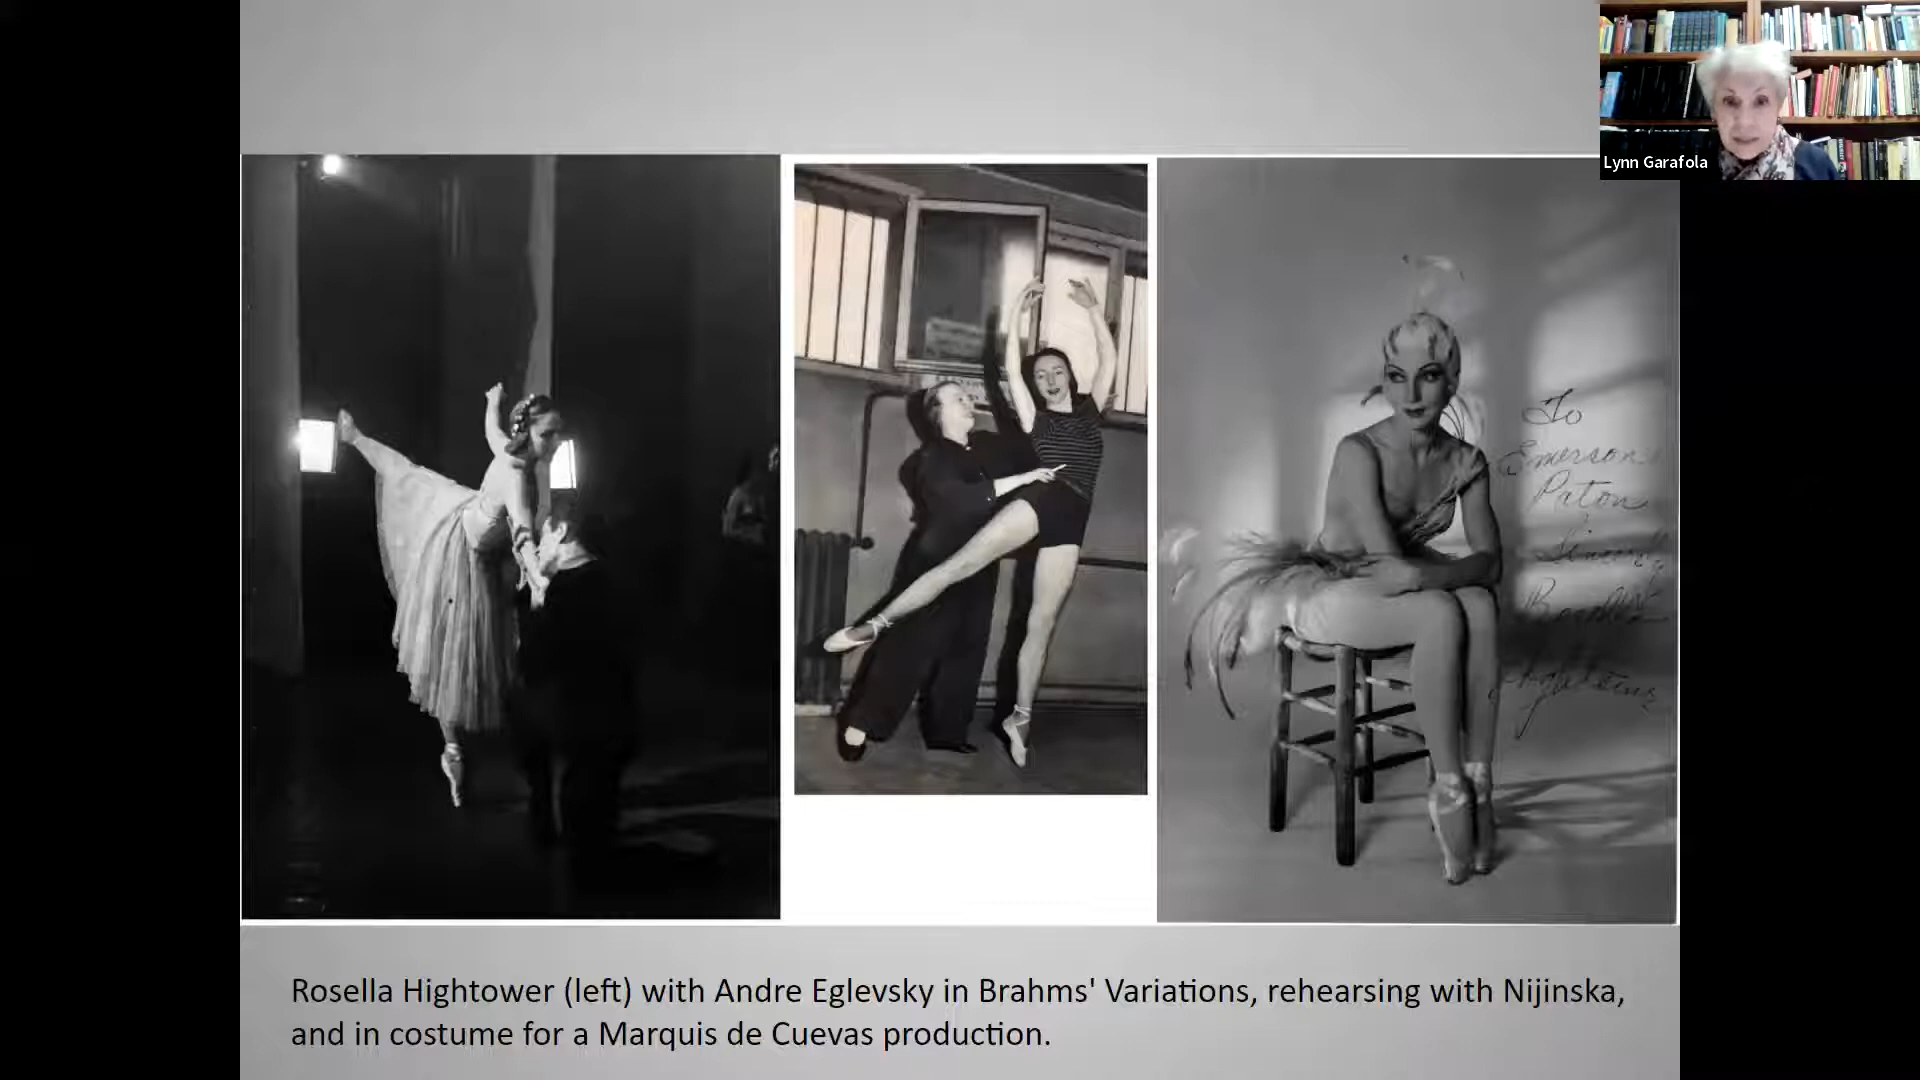 Lynn Garafola
To
Emerson
Paton
Rosella Hightower (left) with Andre Eglevsky in Brahms' Variations, rehearsing with Nijinska,
and in costume for a Marquis de Cuevas production.